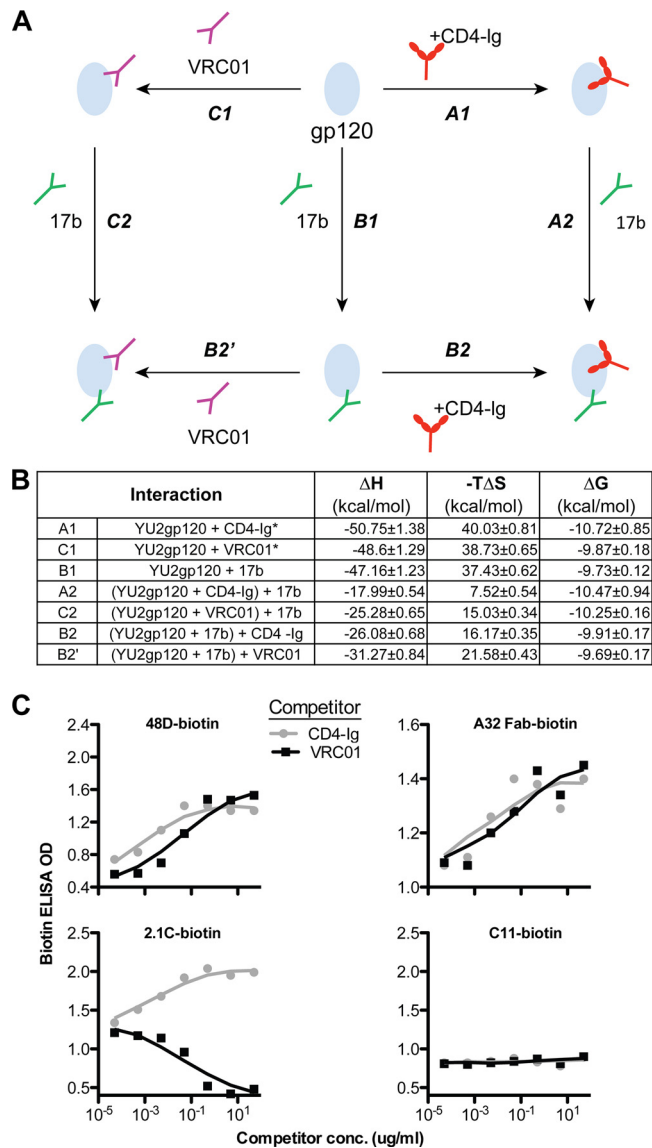 A
VRC01
+CD4-Ig
C1
gp120
A1
17b
C2
17b
B1
A2
17b
B2'
B2
VRC01
+CD4-Ig
B
Interaction ΔH (kcal/mol) -TΔS (kcal/mol) ΔG (kcal/mol)
A1 YU2gp120 + CD4-Ig* -50.75±1.38 40.03±0.81 -10.72±0.85
C1 YU2gp120 + VRC01* -48.6±1.29 38.73±0.65 -9.87±0.18
B1 YU2gp120 + 17b -47.16±1.23 37.43±0.62 -9.73±0.12
A2 (YU2gp120 + CD4-Ig) + 17b -17.99±0.54 7.52±0.54 -10.47±0.94
C2 (YU2gp120 + VRC01) + 17b -25.28±0.65 15.03±0.34 -10.25±0.16
B2 (YU2gp120 + 17b) + CD4 -Ig -26.08±0.68 16.17±0.35 -9.91±0.17
B2' (YU2gp120 + 17b) + VRC01 -31.27±0.84 21.58±0.43 -9.69±0.17
C
48D-biotin
Competitor
CD4-Ig
VRC01
A32 Fab-biotin
2.6
2.2
1.8
1.4
1.0
0.8
0.4
1.6
1.4
1.2
1.0
Biotin ELISA OD
2.1C-biotin
C11-biotin
2.5
2.0
1.5
1.0
0.5
2.5
2.0
1.5
1.0
0.5
10-5 10-3 10-1 101
10-5 10-3 10-1 101
Competitor conc. (ug/ml)